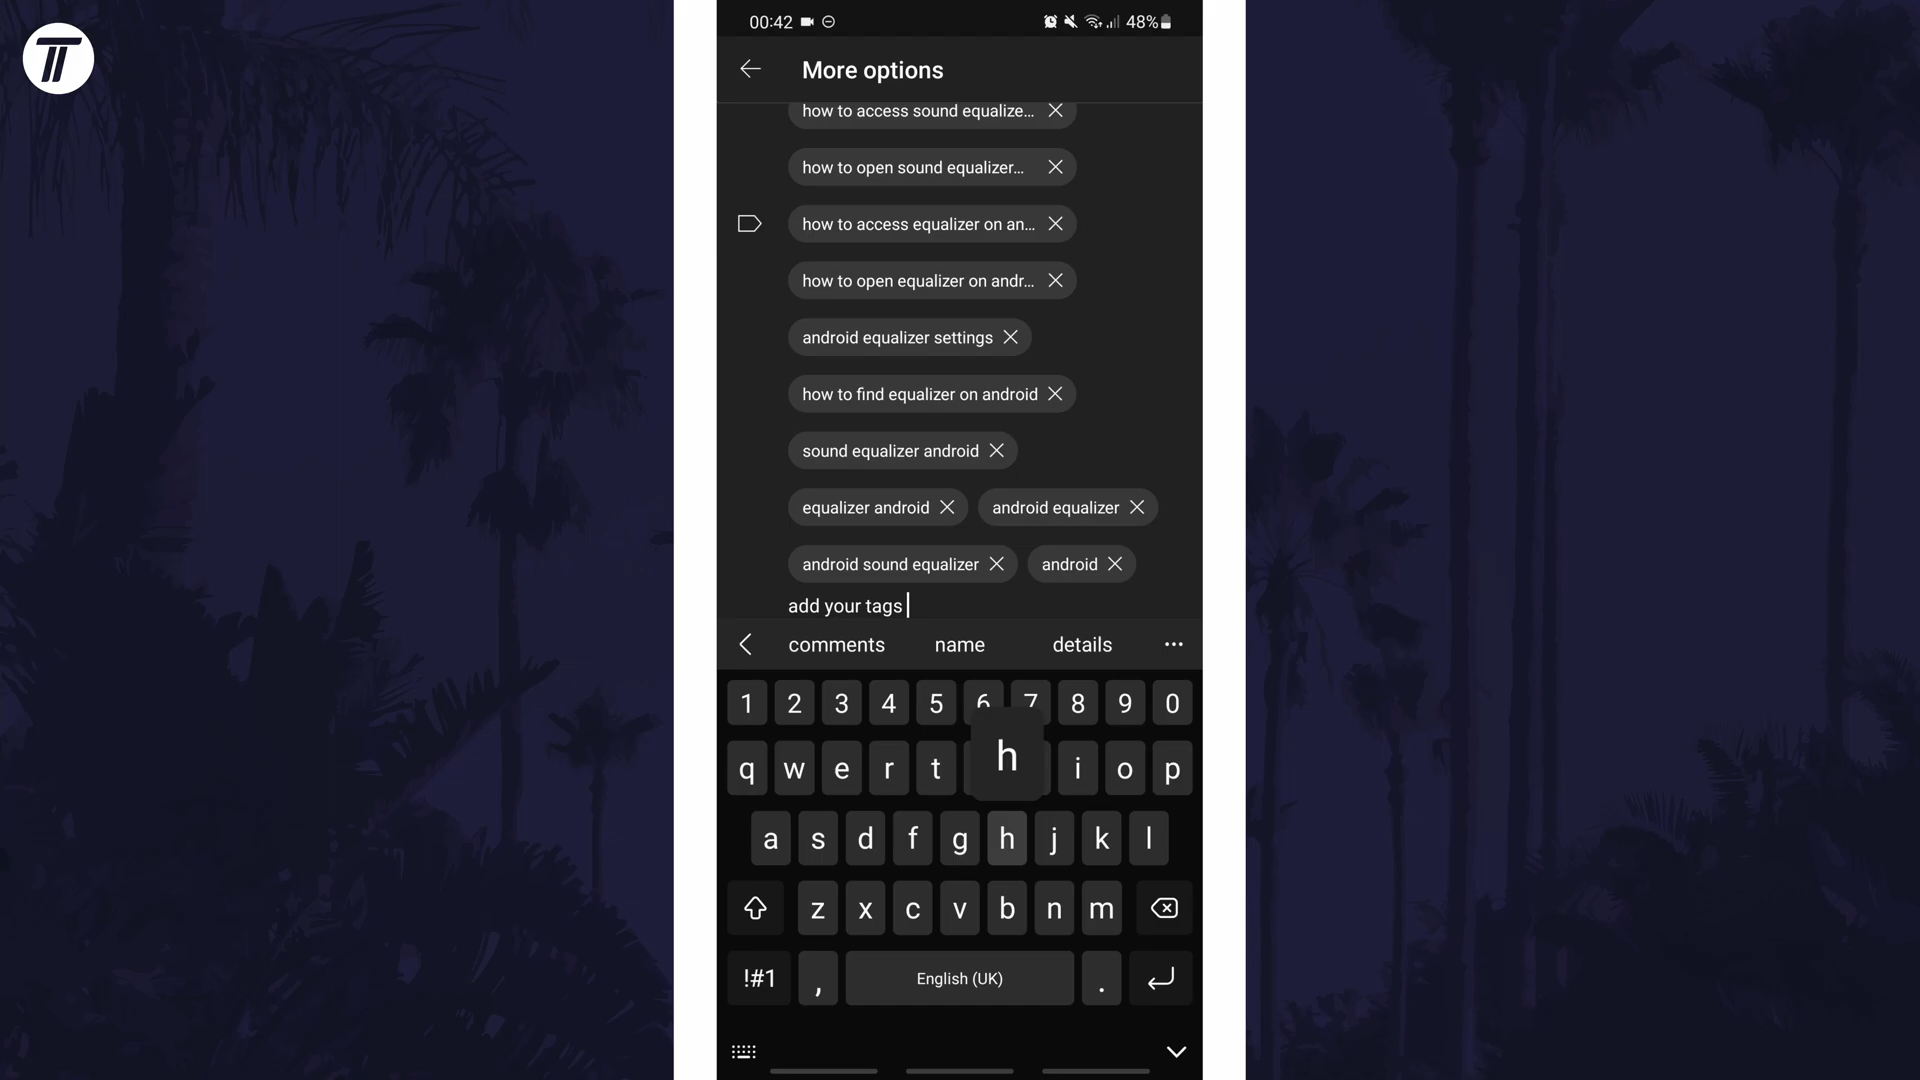 00:42 48%
More options
how to access sound equalize...
how to open sound equalizer...
how to access equalizer on an...
how to open equalizer on andr...
android equalizer settings
how to find equalizer on android
sound equalizer android
equalizer android android equalizer
android sound equalizer android
add your tags
comments name details
1 2 3 4 5 6 7 8 9 0
q w e r t h i o p
a s d f g h j k l
z x c v b n m
!#1 , English (UK) .